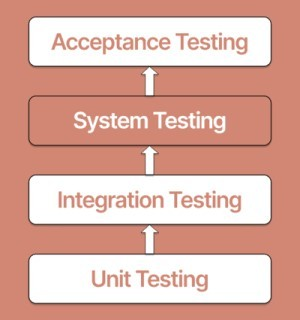 Acceptance Testing
System Testing
Integration Testing
Unit Testing